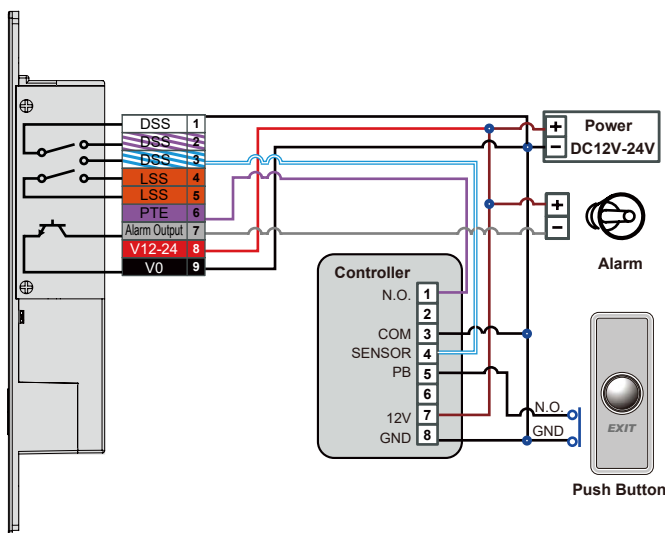 DSS 1
DSS 2
DSS 3
LSS 4
LSS 5
PTE 6
Alarm Output 7
V12-24 8
V0 9
+ Power
− DC12V-24V
+
−
Alarm
Controller
N.O. 1
2
COM 3
SENSOR 4
PB 5
6
12V 7
GND 8
N.O.
GND
EXIT
Push Button